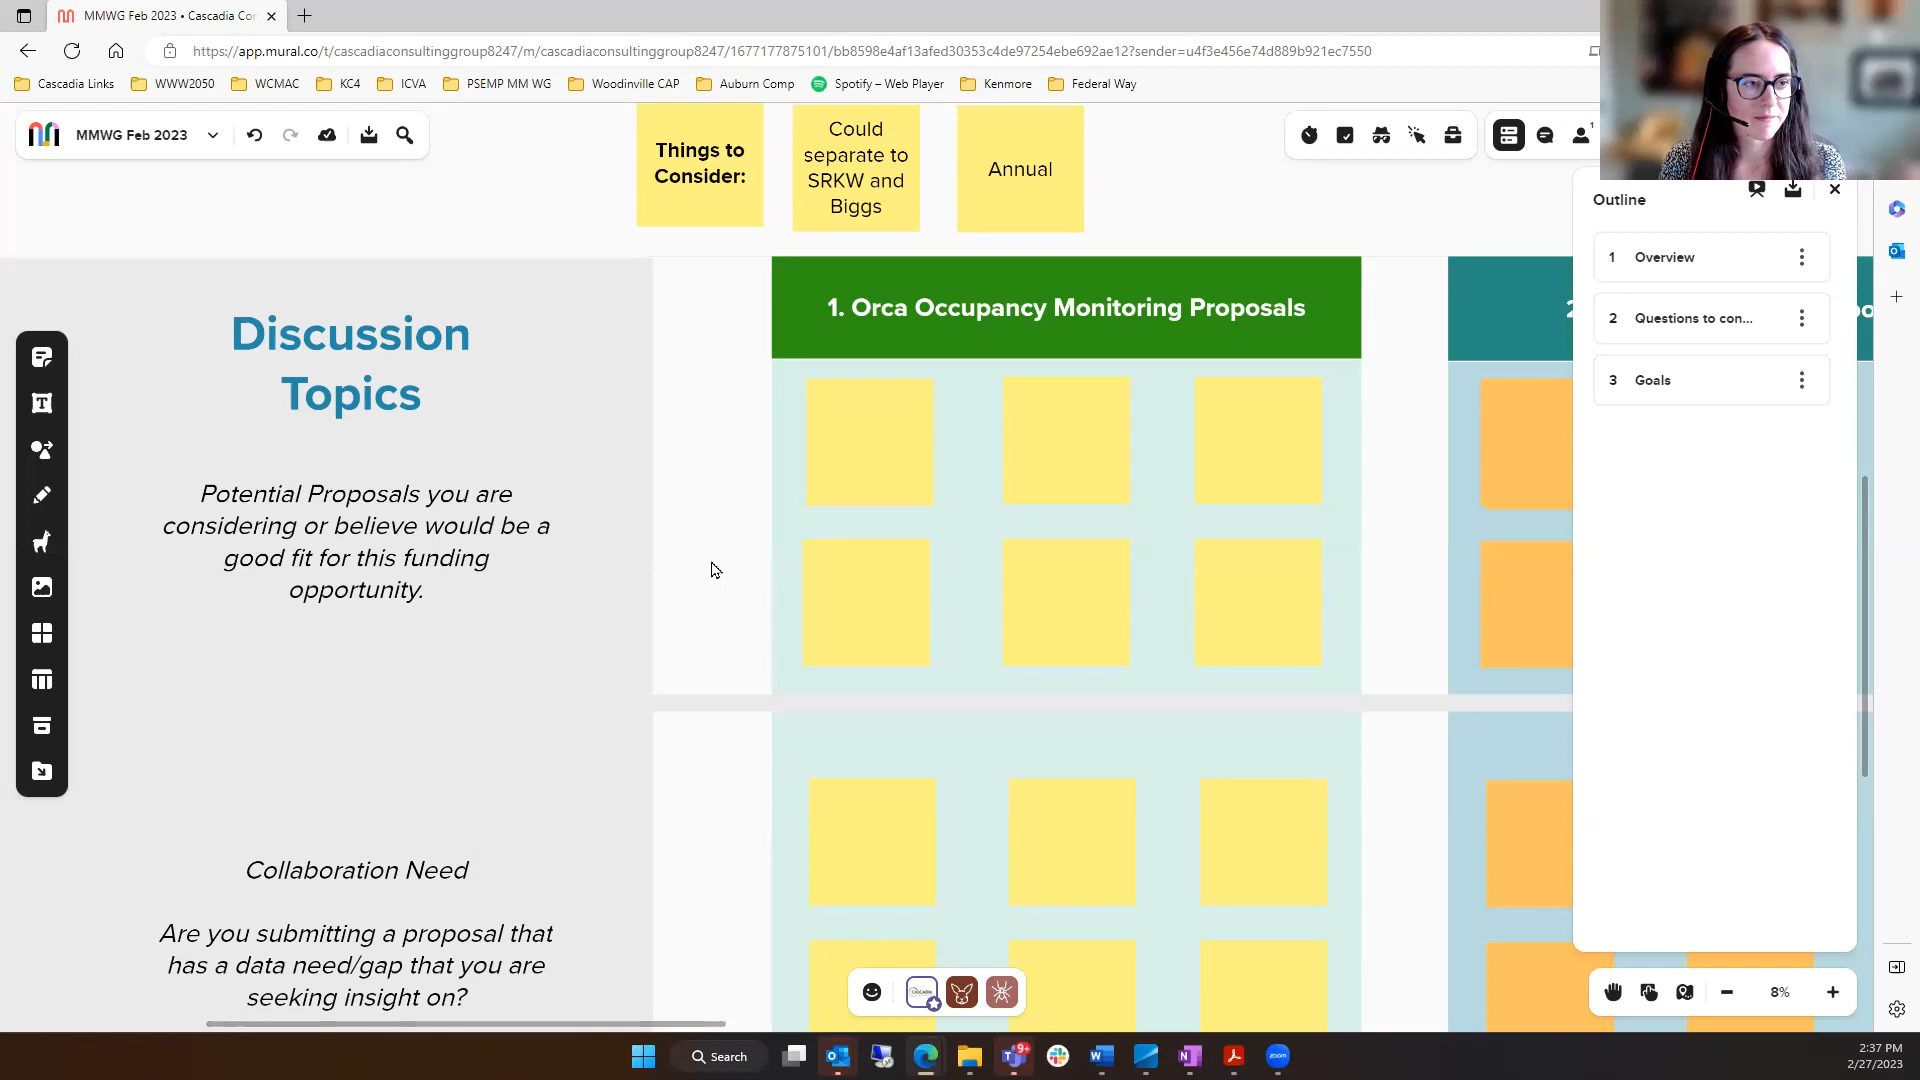 MMWG Feb 2023 • Cascadia Co
https://app.mural.co/t/cascadiaconsultinggroup8247/m/cascadiaconsultinggroup8247/1677177875101/bb8598e4af13afed30353c4de97254ebe692ae12?sender=u4f3e456e74d889b921ec7550
Cascadia Links
WWW2050
WCMAC
KC4
ICVA
PSEMP MM WG
Woodinville CAP
Auburn Comp
Spotify – Web Player
Kenmore
Federal Way
MMWG Feb 2023
Things to
Consider:
Could
separate to
SRKW and
Biggs
Annual
1
Outline
1 Overview
2 Questions to con...
3 Goals
Discussion
Topics
1. Orca Occupancy Monitoring Proposals
Potential Proposals you are
considering or believe would be a
good fit for this funding
opportunity.
Collaboration Need
Are you submitting a proposal that
has a data need/gap that you are
seeking insight on?
CASCADIA
8%
Search
9+
zoom
2:37 PM
2/27/2023